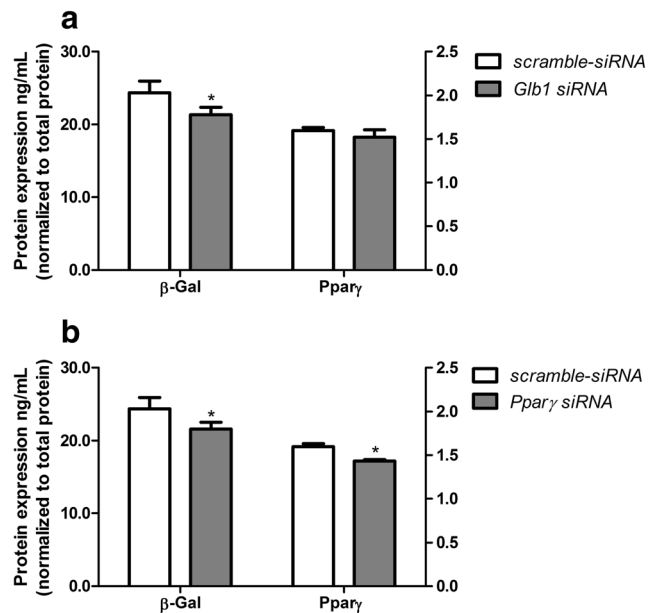 a
Protein expression ng/mL
(normalized to total protein)
30.0
20.0
10.0
0.0
2.5
2.0
1.5
1.0
0.5
0.0
*
β-Gal
Pparγ
scramble-siRNA
Glb1 siRNA
b
Protein expression ng/mL
(normalized to total protein)
30.0
20.0
10.0
0.0
2.5
2.0
1.5
1.0
0.5
0.0
*
*
β-Gal
Pparγ
scramble-siRNA
Pparγ siRNA